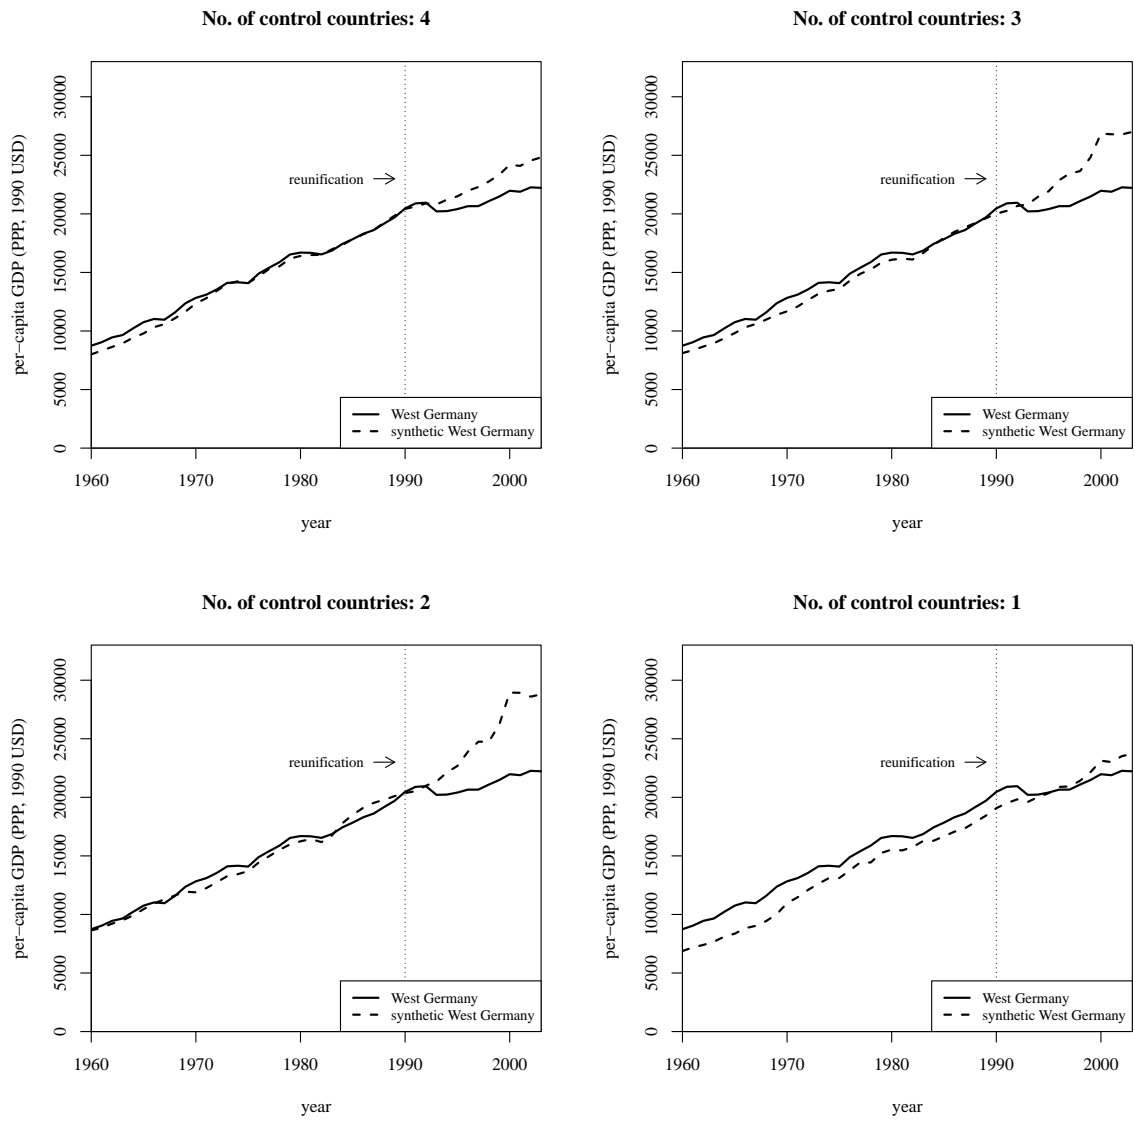 No. of control countries: 4
per−capita GDP (PPP, 1990 USD)
30000
25000
20000
15000
10000
5000
0
reunification
West Germany
synthetic West Germany
1960 1970 1980 1990 2000
year
No. of control countries: 3
per−capita GDP (PPP, 1990 USD)
30000
25000
20000
15000
10000
5000
0
reunification
West Germany
synthetic West Germany
1960 1970 1980 1990 2000
year
No. of control countries: 2
per−capita GDP (PPP, 1990 USD)
30000
25000
20000
15000
10000
5000
0
reunification
West Germany
synthetic West Germany
1960 1970 1980 1990 2000
year
No. of control countries: 1
per−capita GDP (PPP, 1990 USD)
30000
25000
20000
15000
10000
5000
0
reunification
West Germany
synthetic West Germany
1960 1970 1980 1990 2000
year